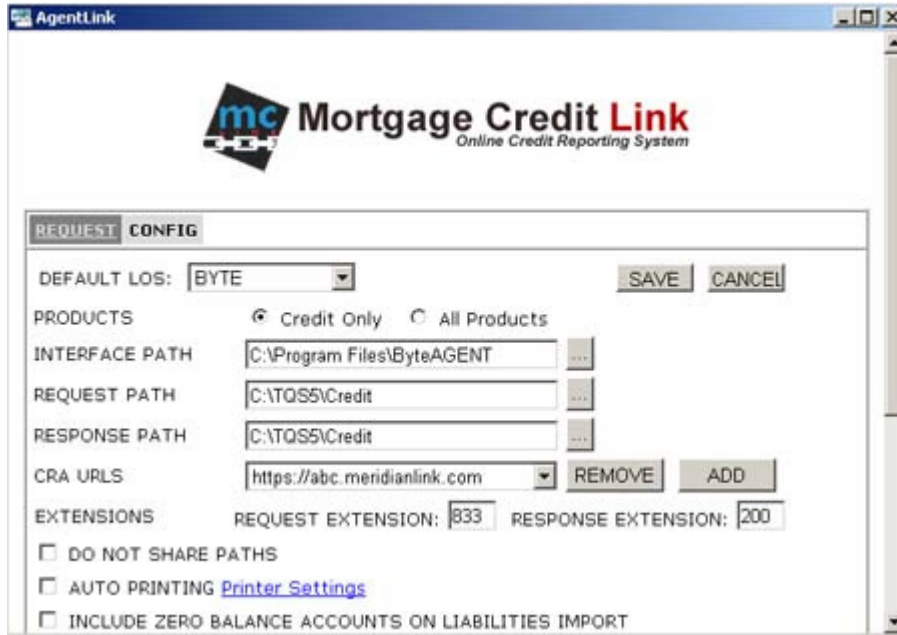 AgentLink
mc Mortgage Credit Link
Online Credit Reporting System
REQUEST CONFIG
DEFAULT LOS: BYTE SAVE CANCEL
PRODUCTS Credit Only All Products
INTERFACE PATH C:\Program Files\ByteAGENT ...
REQUEST PATH C:\TQS5\Credit ...
RESPONSE PATH C:\TQS5\Credit ...
CRA URLS https://abc.meridianlink.com REMOVE ADD
EXTENSIONS REQUEST EXTENSION: 833 RESPONSE EXTENSION: 200
DO NOT SHARE PATHS
AUTO PRINTING Printer Settings
INCLUDE ZERO BALANCE ACCOUNTS ON LIABILITIES IMPORT